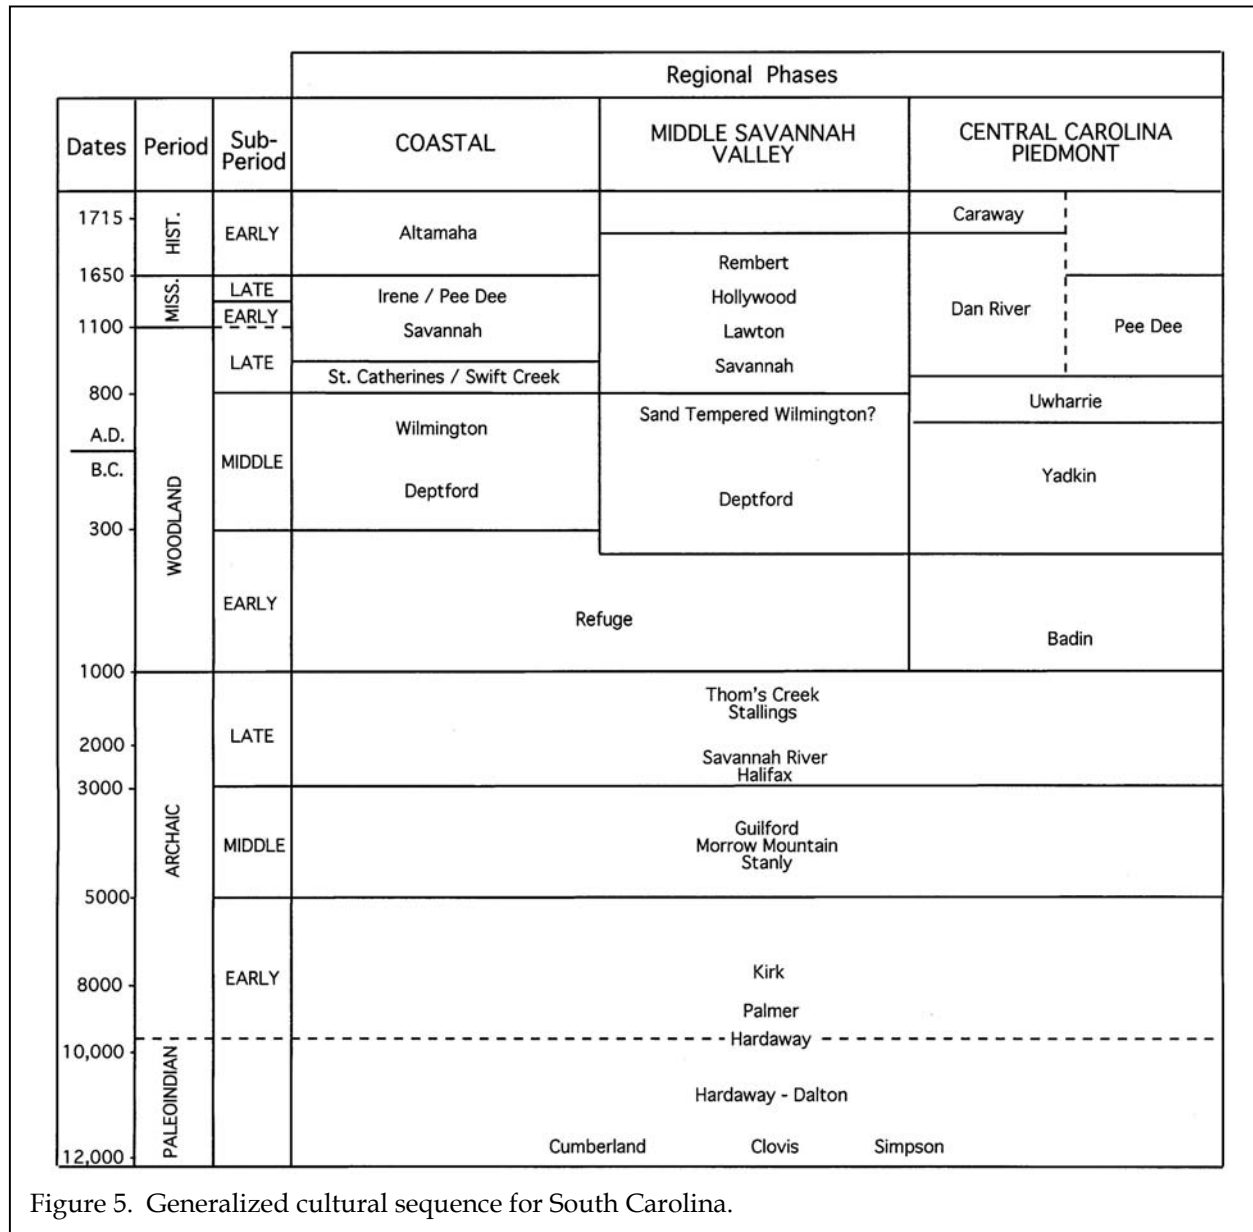 Regional Phases
Dates
Period
Sub-
Period
COASTAL
MIDDLE SAVANNAH
VALLEY
CENTRAL CAROLINA
PIEDMONT
1715
HIST.
EARLY
Altamaha
Caraway
1650
Rembert
MISS.
LATE
Irene / Pee Dee
Hollywood
Dan River
EARLY
1100
Savannah
Lawton
Pee Dee
LATE
Savannah
St. Catherines / Swift Creek
800
Uwharrie
Sand Tempered Wilmington?
A.D.
Wilmington
B.C.
MIDDLE
Yadkin
Deptford
Deptford
300
WOODLAND
EARLY
Refuge
Badin
1000
Thom's Creek
Stallings
LATE
2000
Savannah River
Halifax
3000
ARCHAIC
MIDDLE
Guilford
Morrow Mountain
Stanly
5000
EARLY
Kirk
8000
Palmer
Hardaway
10,000
PALEOINDIAN
Hardaway - Dalton
Cumberland
Clovis
Simpson
12,000
Figure 5. Generalized cultural sequence for South Carolina.